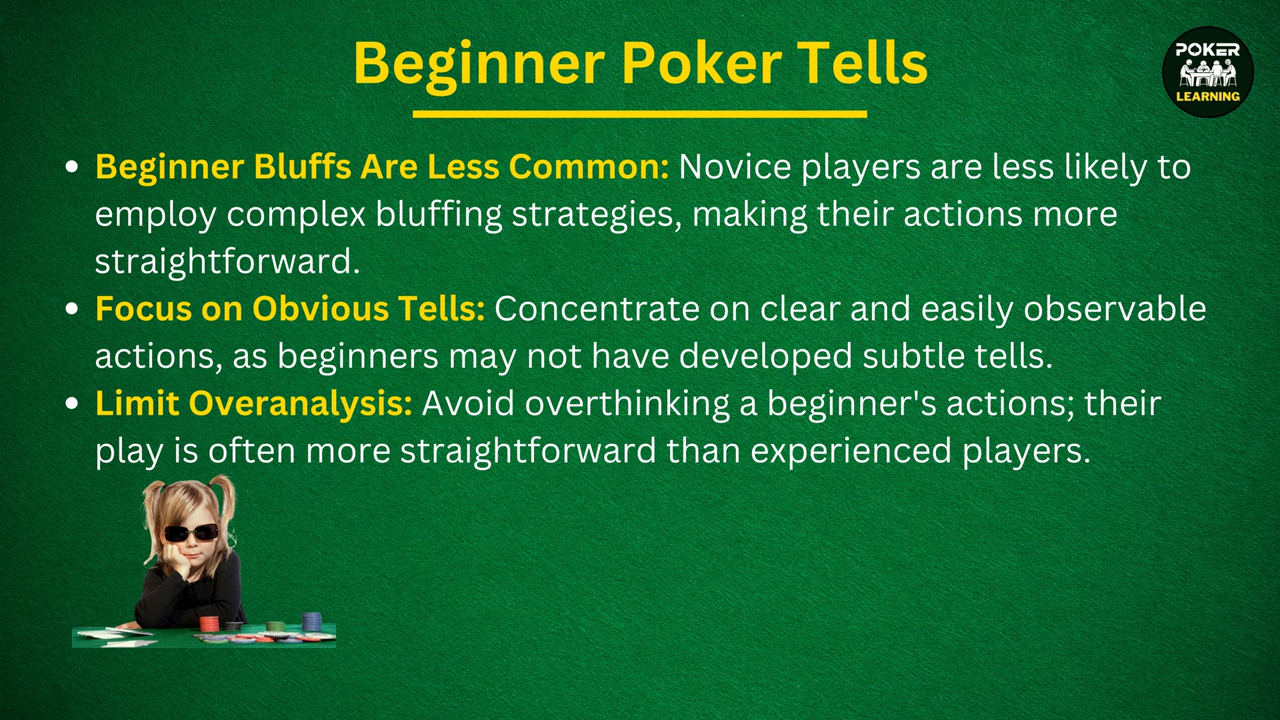 Beginner Poker Tells
POKER
LEARNING
• Beginner Bluffs Are Less Common: Novice players are less likely to
employ complex bluffing strategies, making their actions more
straightforward.
• Focus on Obvious Tells: Concentrate on clear and easily observable
actions, as beginners may not have developed subtle tells.
• Limit Overanalysis: Avoid overthinking a beginner's actions; their
play is often more straightforward than experienced players.